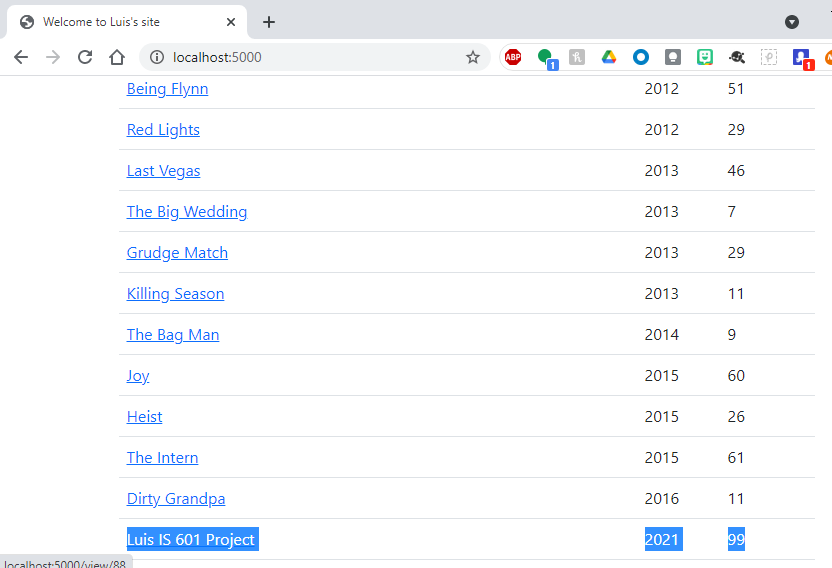 Welcome to Luis's site
localhost:5000
ABP
1
1
Being Flynn 2012 51
Red Lights 2012 29
Last Vegas 2013 46
The Big Wedding 2013 7
Grudge Match 2013 29
Killing Season 2013 11
The Bag Man 2014 9
Joy 2015 60
Heist 2015 26
The Intern 2015 61
Dirty Grandpa 2016 11
Luis IS 601 Project 2021 99
localhost:5000/view/88